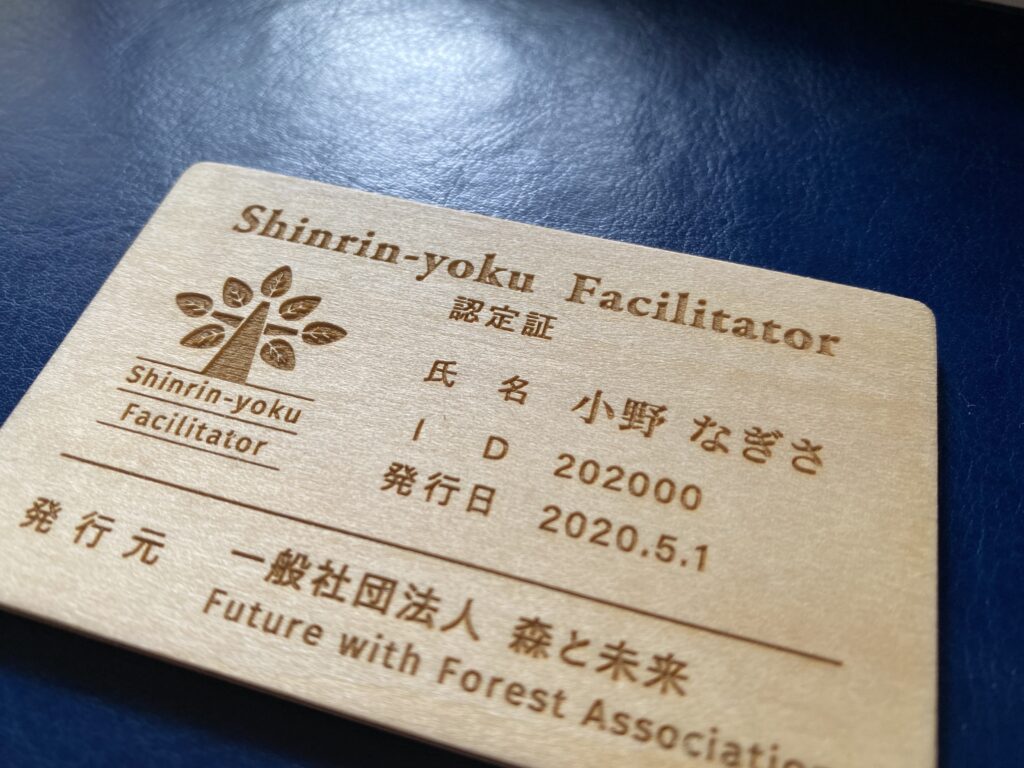 Shinrin-yoku Facilitator
認定証
Shinrin-yoku
Facilitator
氏 名 小野 なぎさ
I D 202000
発行日 2020.5.1
発行元 一般社団法人 森と未来
Future with Forest Association